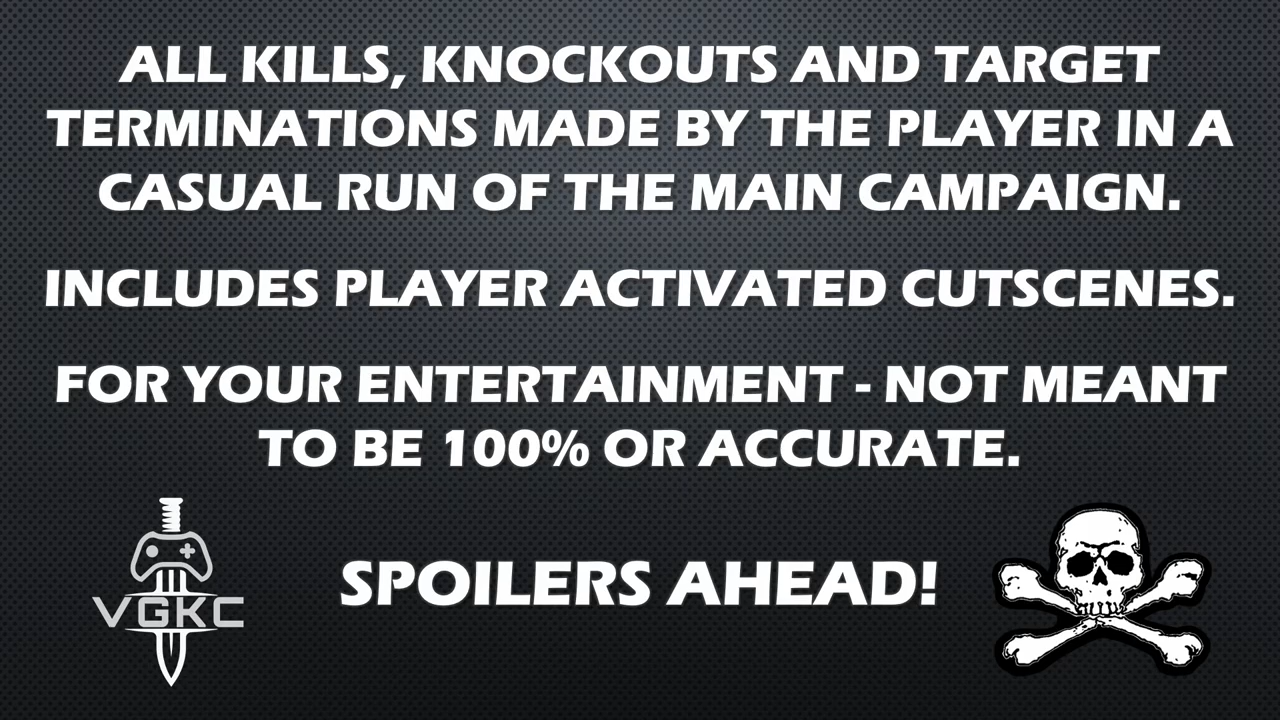 ALL KILLS, KNOCKOUTS AND TARGET
TERMINATIONS MADE BY THE PLAYER IN A
CASUAL RUN OF THE MAIN CAMPAIGN.
INCLUDES PLAYER ACTIVATED CUTSCENES.
FOR YOUR ENTERTAINMENT - NOT MEANT
TO BE 100% OR ACCURATE.
SPOILERS AHEAD!
VGKC